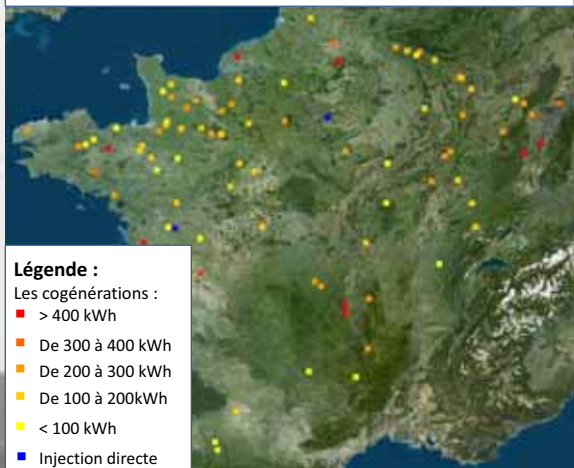 Légende :
Les cogénérations :
> 400 kWh
De 300 à 400 kWh
De 200 à 300 kWh
De 100 à 200kWh
< 100 kWh
Injection directe